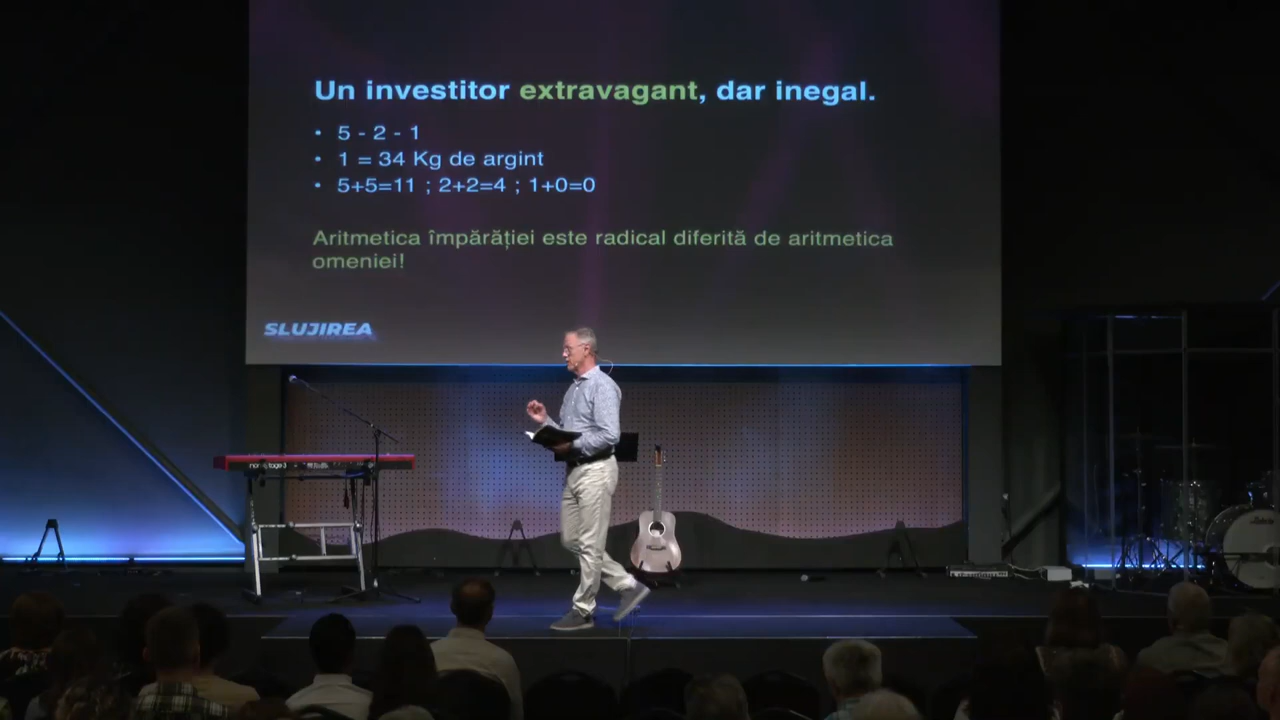 Un investitor extravagant, dar inegal.
• 5 - 2 - 1
• 1 = 34 Kg de argint
• 5+5=11 ; 2+2=4 ; 1+0=0
Aritmetica împărăției este radical diferită de aritmetica
omeniei!
SLUJIREA